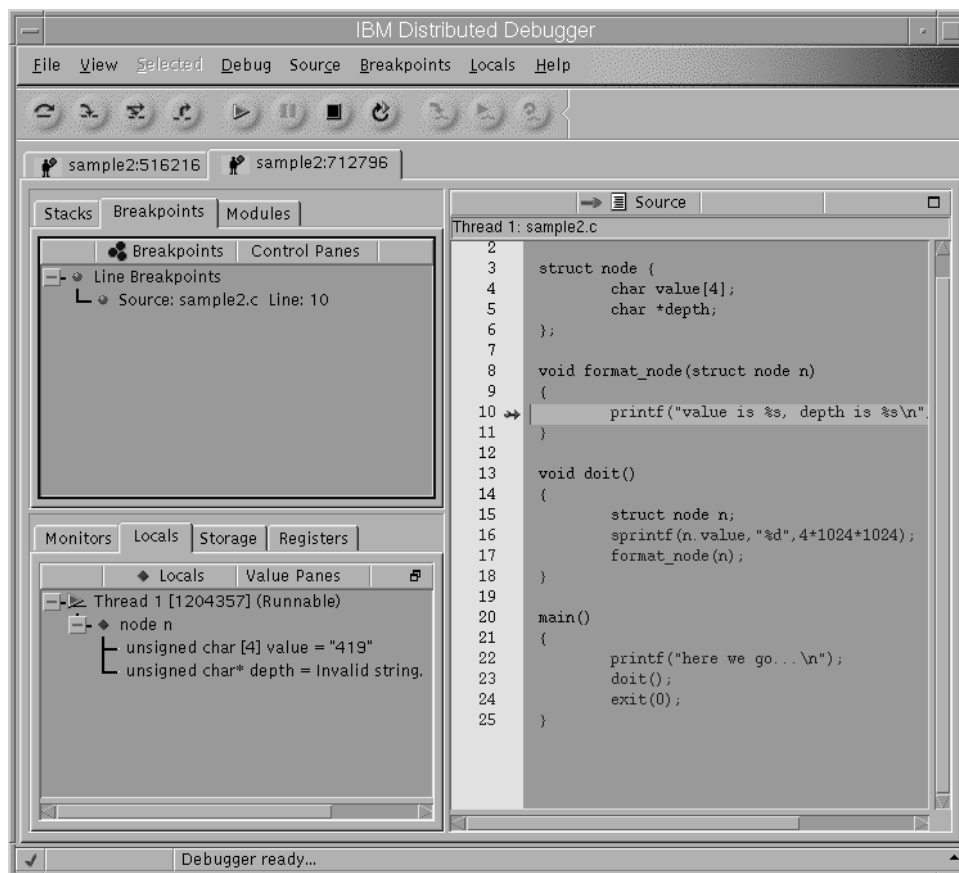 IBM Distributed Debugger
File View Selected Debug Source Breakpoints Locals Help
sample2:516216 sample2:712796
Stacks Breakpoints Modules
Breakpoints Control Panes
Line Breakpoints
Source: sample2.c Line: 10
Monitors Locals Storage Registers
Locals Value Panes
Thread 1 [1204357] (Runnable)
node n
unsigned char [4] value = "419"
unsigned char* depth = Invalid string.
Source
Thread 1: sample2.c
2
3 struct node {
4 char value[4];
5 char *depth;
6 };
7
8 void format_node(struct node n)
9 {
10 printf("value is %s, depth is %s\n",
11 }
12
13 void doit()
14 {
15 struct node n;
16 sprintf(n.value,"%d",4*1024*1024);
17 format_node(n);
18 }
19
20 main()
21 {
22 printf("here we go...\n");
23 doit();
24 exit(0);
25 }
Debugger ready...